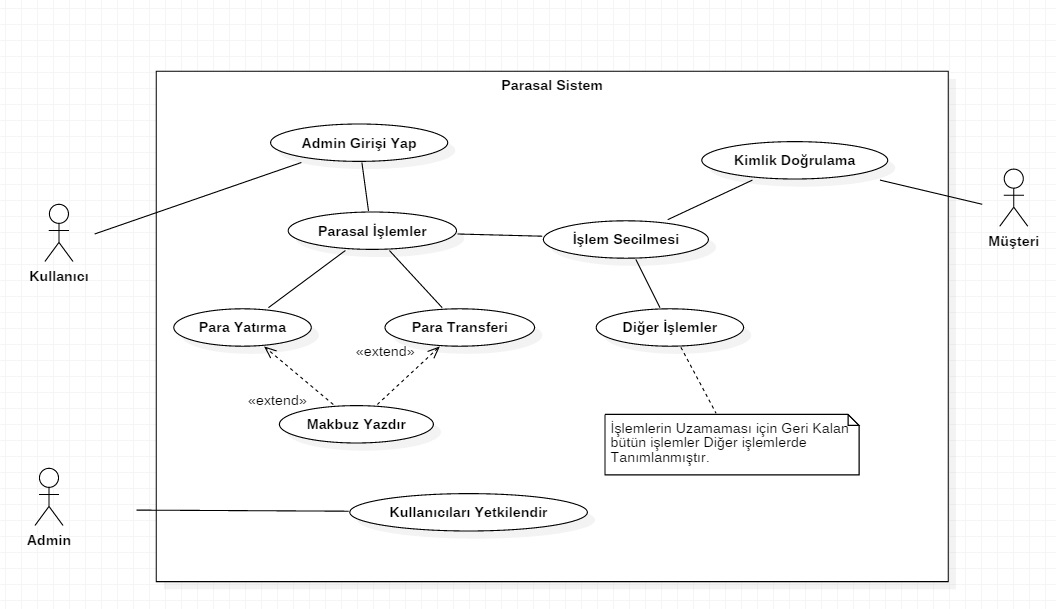 Parasal Sistem
Admin Girişi Yap
Kimlik Doğrulama
Kullanıcı
Parasal İşlemler
İşlem Secilmesi
Müşteri
Para Yatırma
Para Transferi
Diğer İşlemler
«extend»
«extend»
Makbuz Yazdır
İşlemlerin Uzamaması için Geri Kalan
bütün işlemler Diğer işlemlerde
Tanımlanmıştır.
Kullanıcıları Yetkilendir
Admin